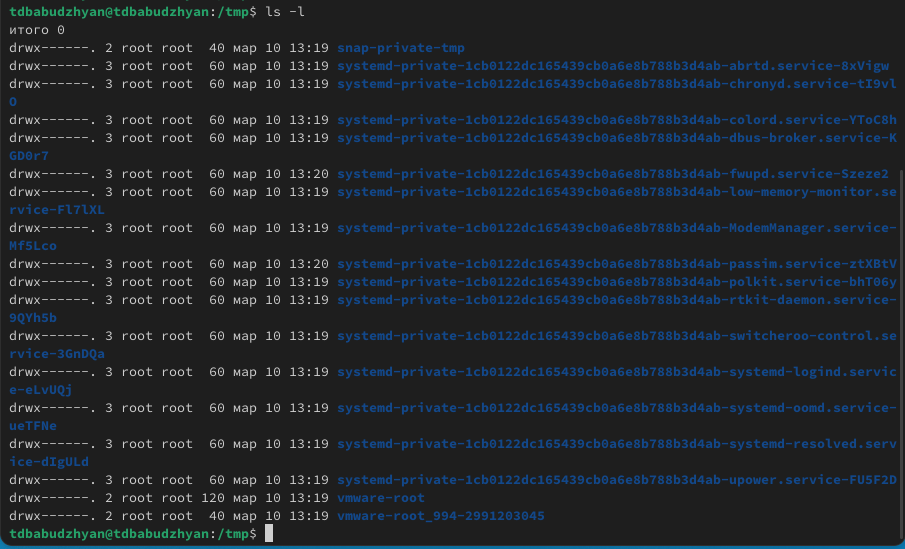 tdbabudzhyan@tdbabudzhyan:/tmp$ ls -l
итого 0
drwx------. 2 root root  40 мар 10 13:19 snap-private-tmp
drwx------. 3 root root  60 мар 10 13:19 systemd-private-1cb0122dc165439cb0a6e8b788b3d4ab-abrtd.service-8xVigw
drwx------. 3 root root  60 мар 10 13:19 systemd-private-1cb0122dc165439cb0a6e8b788b3d4ab-chronyd.service-tI9vl
O
drwx------. 3 root root  60 мар 10 13:19 systemd-private-1cb0122dc165439cb0a6e8b788b3d4ab-colord.service-YToC8h
drwx------. 3 root root  60 мар 10 13:19 systemd-private-1cb0122dc165439cb0a6e8b788b3d4ab-dbus-broker.service-K
GD0r7
drwx------. 3 root root  60 мар 10 13:20 systemd-private-1cb0122dc165439cb0a6e8b788b3d4ab-fwupd.service-Szeze2
drwx------. 3 root root  60 мар 10 13:19 systemd-private-1cb0122dc165439cb0a6e8b788b3d4ab-low-memory-monitor.se
rvice-Fl7lXL
drwx------. 3 root root  60 мар 10 13:19 systemd-private-1cb0122dc165439cb0a6e8b788b3d4ab-ModemManager.service-
Mf5Lco
drwx------. 3 root root  60 мар 10 13:20 systemd-private-1cb0122dc165439cb0a6e8b788b3d4ab-passim.service-ztXBtV
drwx------. 3 root root  60 мар 10 13:19 systemd-private-1cb0122dc165439cb0a6e8b788b3d4ab-polkit.service-bhT06y
drwx------. 3 root root  60 мар 10 13:19 systemd-private-1cb0122dc165439cb0a6e8b788b3d4ab-rtkit-daemon.service-
9QYh5b
drwx------. 3 root root  60 мар 10 13:19 systemd-private-1cb0122dc165439cb0a6e8b788b3d4ab-switcheroo-control.se
rvice-3GnDQa
drwx------. 3 root root  60 мар 10 13:19 systemd-private-1cb0122dc165439cb0a6e8b788b3d4ab-systemd-logind.servic
e-eLvUQj
drwx------. 3 root root  60 мар 10 13:19 systemd-private-1cb0122dc165439cb0a6e8b788b3d4ab-systemd-oomd.service-
ueTFNe
drwx------. 3 root root  60 мар 10 13:19 systemd-private-1cb0122dc165439cb0a6e8b788b3d4ab-systemd-resolved.serv
ice-dIgULd
drwx------. 3 root root  60 мар 10 13:19 systemd-private-1cb0122dc165439cb0a6e8b788b3d4ab-upower.service-FU5F2D
drwx------. 2 root root 120 мар 10 13:19 vmware-root
drwx------. 2 root root  40 мар 10 13:19 vmware-root_994-2991203045
tdbabudzhyan@tdbabudzhyan:/tmp$